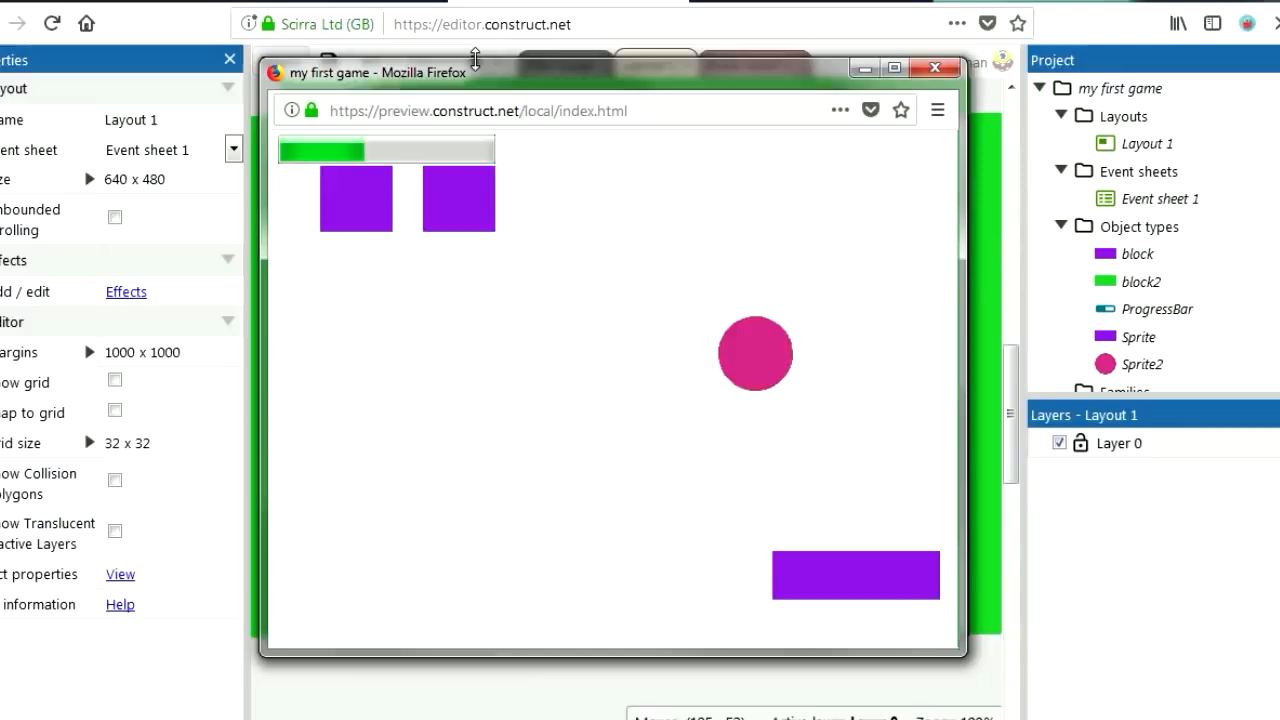 Scirra Ltd (GB)
https://editor.construct.net
erties
my first game - Mozilla Firefox
https://preview.construct.net/local/index.html
Project
my first game
Layouts
Layout 1
Event sheets
Event sheet 1
Object types
block
block2
ProgressBar
Sprite
Sprite2
Families
Layers - Layout 1
Layer 0
yout
ame
Layout 1
ent sheet
Event sheet 1
ze
640 x 480
nbounded
rolling
fects
dd / edit
Effects
ditor
argins
1000 x 1000
ow grid
ap to grid
rid size
32 x 32
ow Collision
lygons
ow Translucent
active Layers
ct properties
View
information
Help